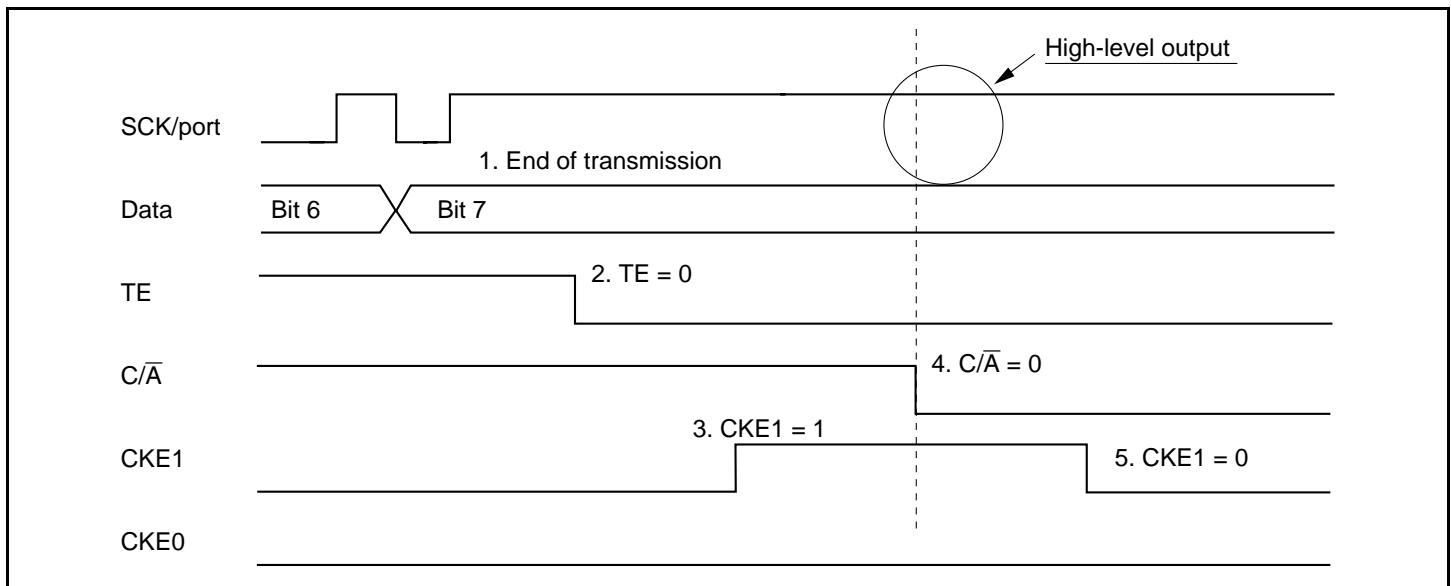 High-level output
SCK/port
1. End of transmission
Data Bit 6 Bit 7
TE 2. TE = 0
C/A̅ 4. C/A̅ = 0
3. CKE1 = 1
CKE1 5. CKE1 = 0
CKE0